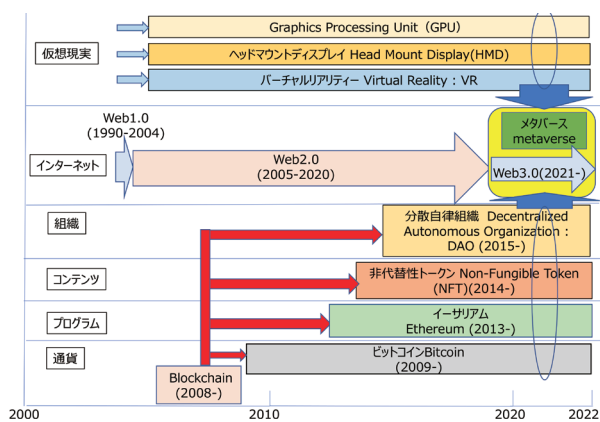 Graphics Processing Unit（GPU）
仮想現実
ヘッドマウントディスプレイ Head Mount Display(HMD)
バーチャルリアリティー Virtual Reality : VR
Web1.0
(1990-2004)
メタバース
metaverse
インターネット
Web2.0
(2005-2020)
Web3.0(2021-)
組織
分散自律組織 Decentralized
Autonomous Organization :
DAO (2015-)
コンテンツ
非代替性トークン Non-Fungible Token
(NFT)(2014-)
プログラム
イーサリアム
Ethereum (2013-)
通貨
ビットコインBitcoin
(2009-)
Blockchain
(2008-)
2000
2010
2020
2022